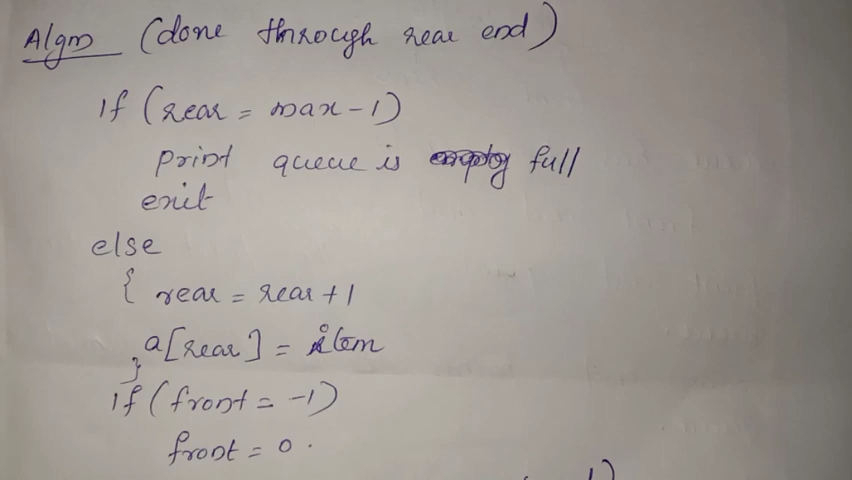 Algm (done through rear end)
if (rear = max - 1)
print queue is full
exit
else
{ rear = rear + 1
a[rear] = item
}
if (front = -1)
front = 0.